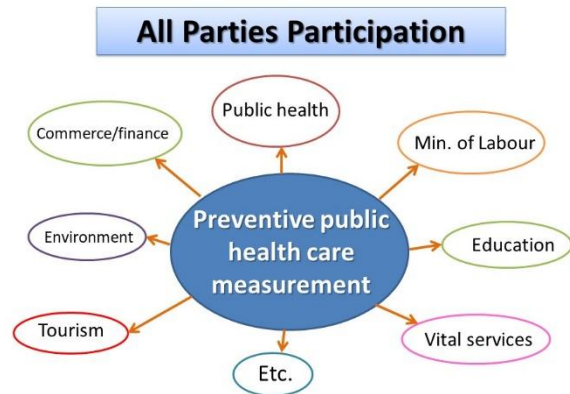 All Parties Participation
Public health
Commerce/finance
Min. of Labour
Preventive public
health care
measurement
Environment
Education
Tourism
Vital services
Etc.